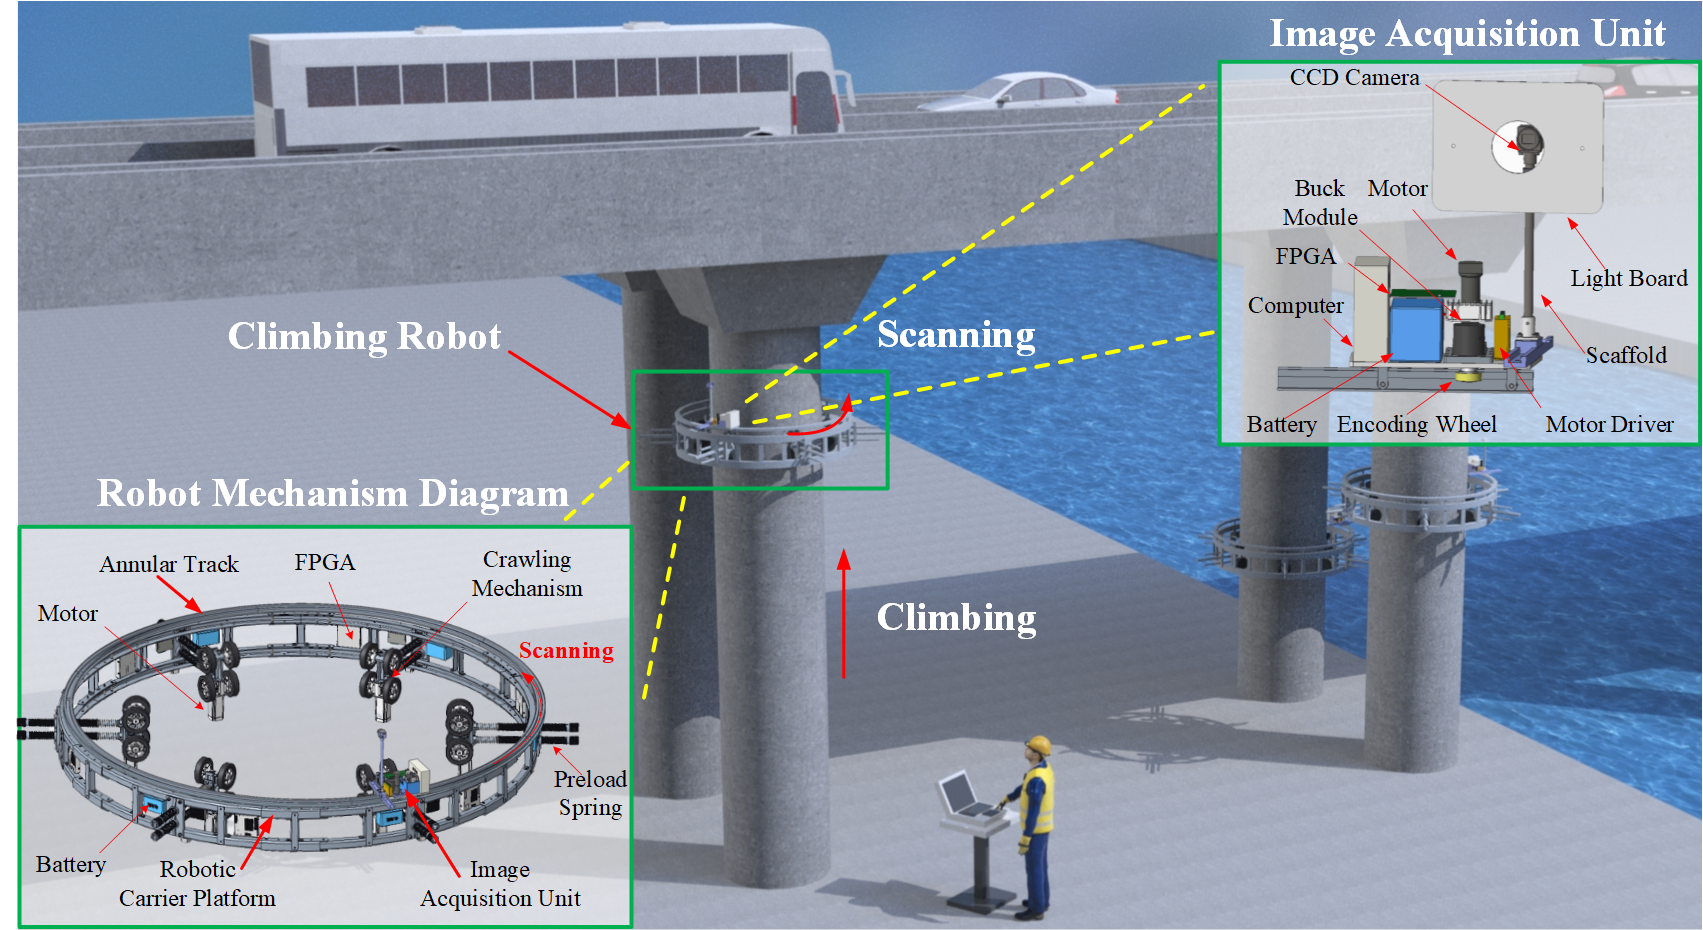 Image Acquisition Unit
CCD Camera
Buck
Module
Motor
FPGA
Computer
Light Board
Scaffold
Battery
Encoding Wheel
Motor Driver
Climbing Robot
Scanning
Climbing
Robot Mechanism Diagram
Annular Track
FPGA
Crawling
Mechanism
Motor
Scanning
Preload
Spring
Battery
Robotic
Carrier Platform
Image
Acquisition Unit